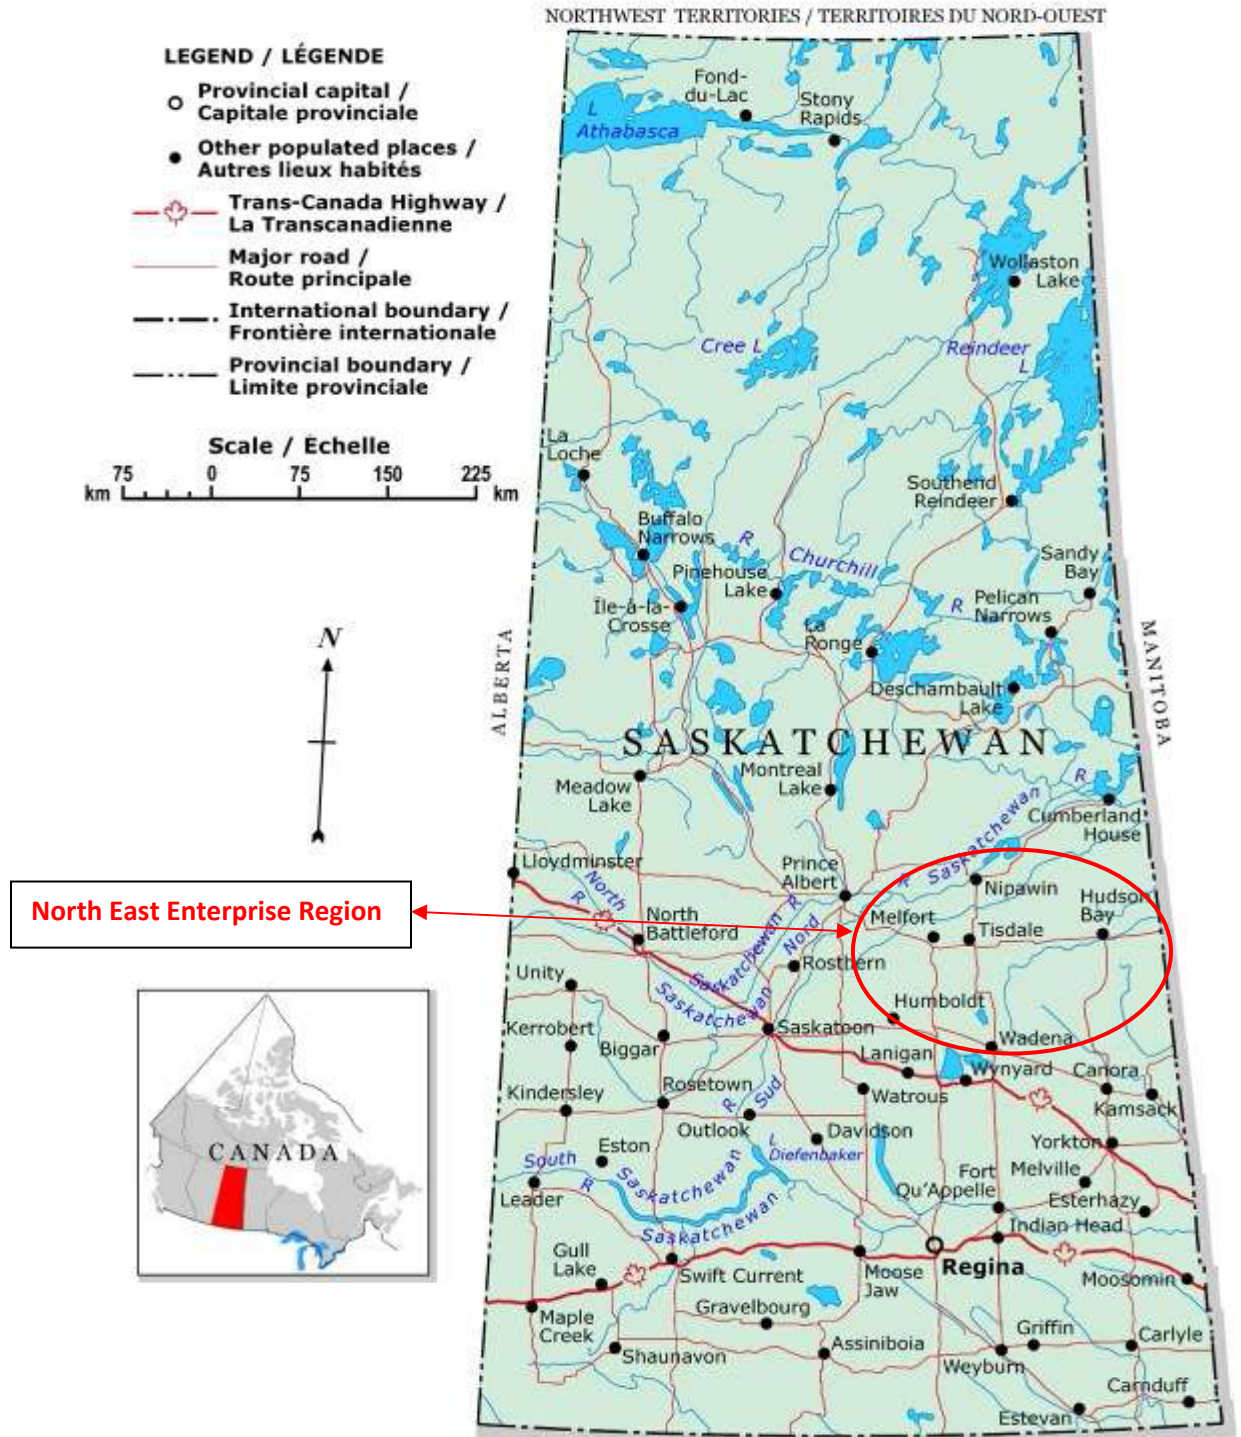 NORTHWEST TERRITORIES / TERRITOIRES DU NORD-OUEST
LEGEND / LÉGENDE
Provincial capital /
Capitale provinciale
Other populated places /
Autres lieux habités
Trans-Canada Highway /
La Transcanadienne
Major road /
Route principale
International boundary /
Frontière internationale
Provincial boundary /
Limite provinciale
Scale / Échelle
75 0 75 150 225
km km
N
ALBERTA
MANITOBA
SASKATCHEWAN
Fond-
du-Lac
Stony
Rapids
L
Athabasca
Wollaston
Lake
Cree L
Reindeer
L
La
Loche
Southend
Reindeer
Buffalo
Narrows
R Churchill R
Sandy
Bay
Pinehouse
Lake
Pelican
Narrows
Île-à-la-
Crosse
La
Ronge
Deschambault
Lake
Meadow
Lake
Montreal
Lake
R Saskatchewan R
Cumberland
House
Lloydminster
Prince
Albert
Nipawin
Hudson
Bay
North East Enterprise Region
North
R
Saskatchewan
R
Nord
North
Battleford
Melfort
Tisdale
Rosthern
Unity
Saskatchewan
Humboldt
Kerrobert
Biggar
Saskatoon
Wadena
Lanigan
Wynyard
Canora
Kindersley
Rosetown
R Sud
Watrous
Kamsack
Outlook
Davidson
L
Diefenbaker
Yorkton
Eston
South
R
Saskatchewan
Saskatchewan
Fort
Qu'Appelle
Melville
Leader
Esterhazy
Indian Head
Gull
Lake
Swift Current
Moose
Jaw
Regina
Moosomin
Maple
Creek
Gravelbourg
Griffin
Carlyle
Shaunavon
Assiniboia
Weyburn
Carnduff
Estevan
CANADA